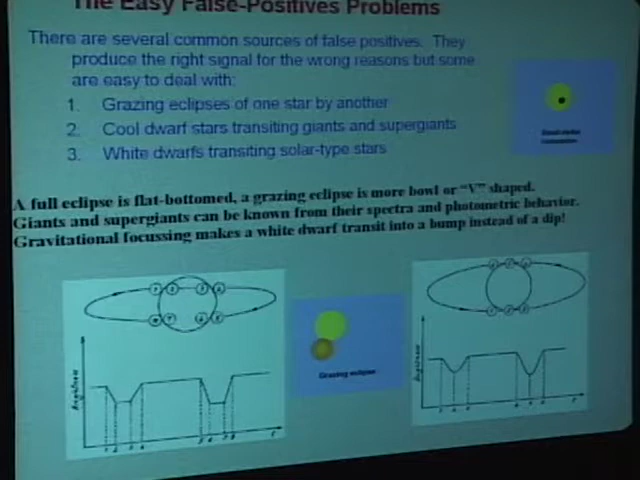 The Easy False-Positives Problems
There are several common sources of false positives. They
produce the right signal for the wrong reasons but some
are easy to deal with:
1. Grazing eclipses of one star by another
2. Cool dwarf stars transiting giants and supergiants
3. White dwarfs transiting solar-type stars
A full eclipse is flat-bottomed, a grazing eclipse is more bowl or "V" shaped.
Giants and supergiants can be known from their spectra and photometric behavior.
Gravitational focussing makes a white dwarf transit into a bump instead of a dip!
Grazing eclipse
Brightness
Brightness